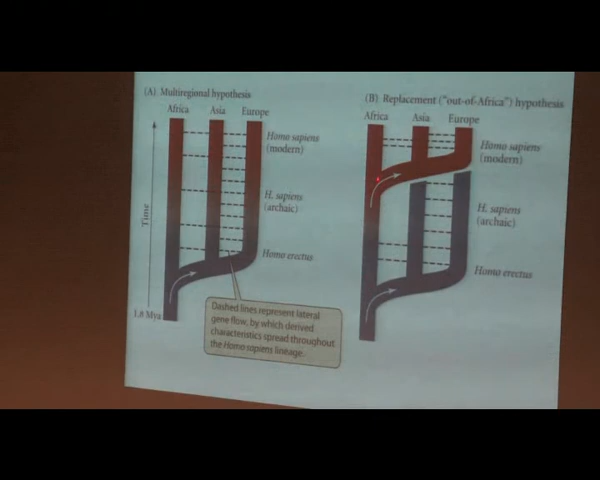 (A) Multiregional hypothesis
Africa Asia Europe
Homo sapiens
(modern)
H. sapiens
(archaic)
Homo erectus
Time
1.8 Mya
Dashed lines represent lateral
gene flow, by which derived
characteristics spread throughout
the Homo sapiens lineage.
(B) Replacement ("out-of-Africa") hypothesis
Africa Asia Europe
Homo sapiens
(modern)
H. sapiens
(archaic)
Homo erectus